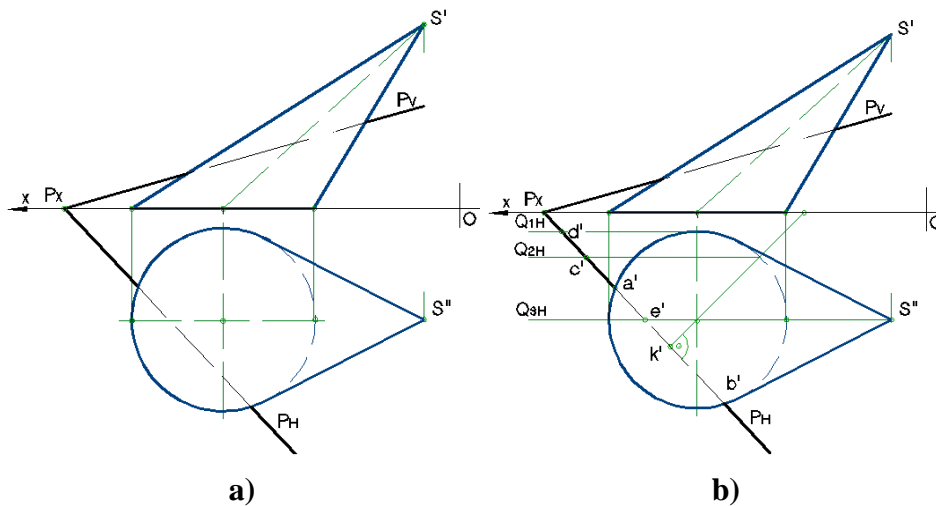 S'
PV
x
PX
O
S"
PH
a)
S'
PV
x
PX
O
Q1H
d'
Q2H
c'
a'
Q3H
e'
S"
k'
b'
PH
b)